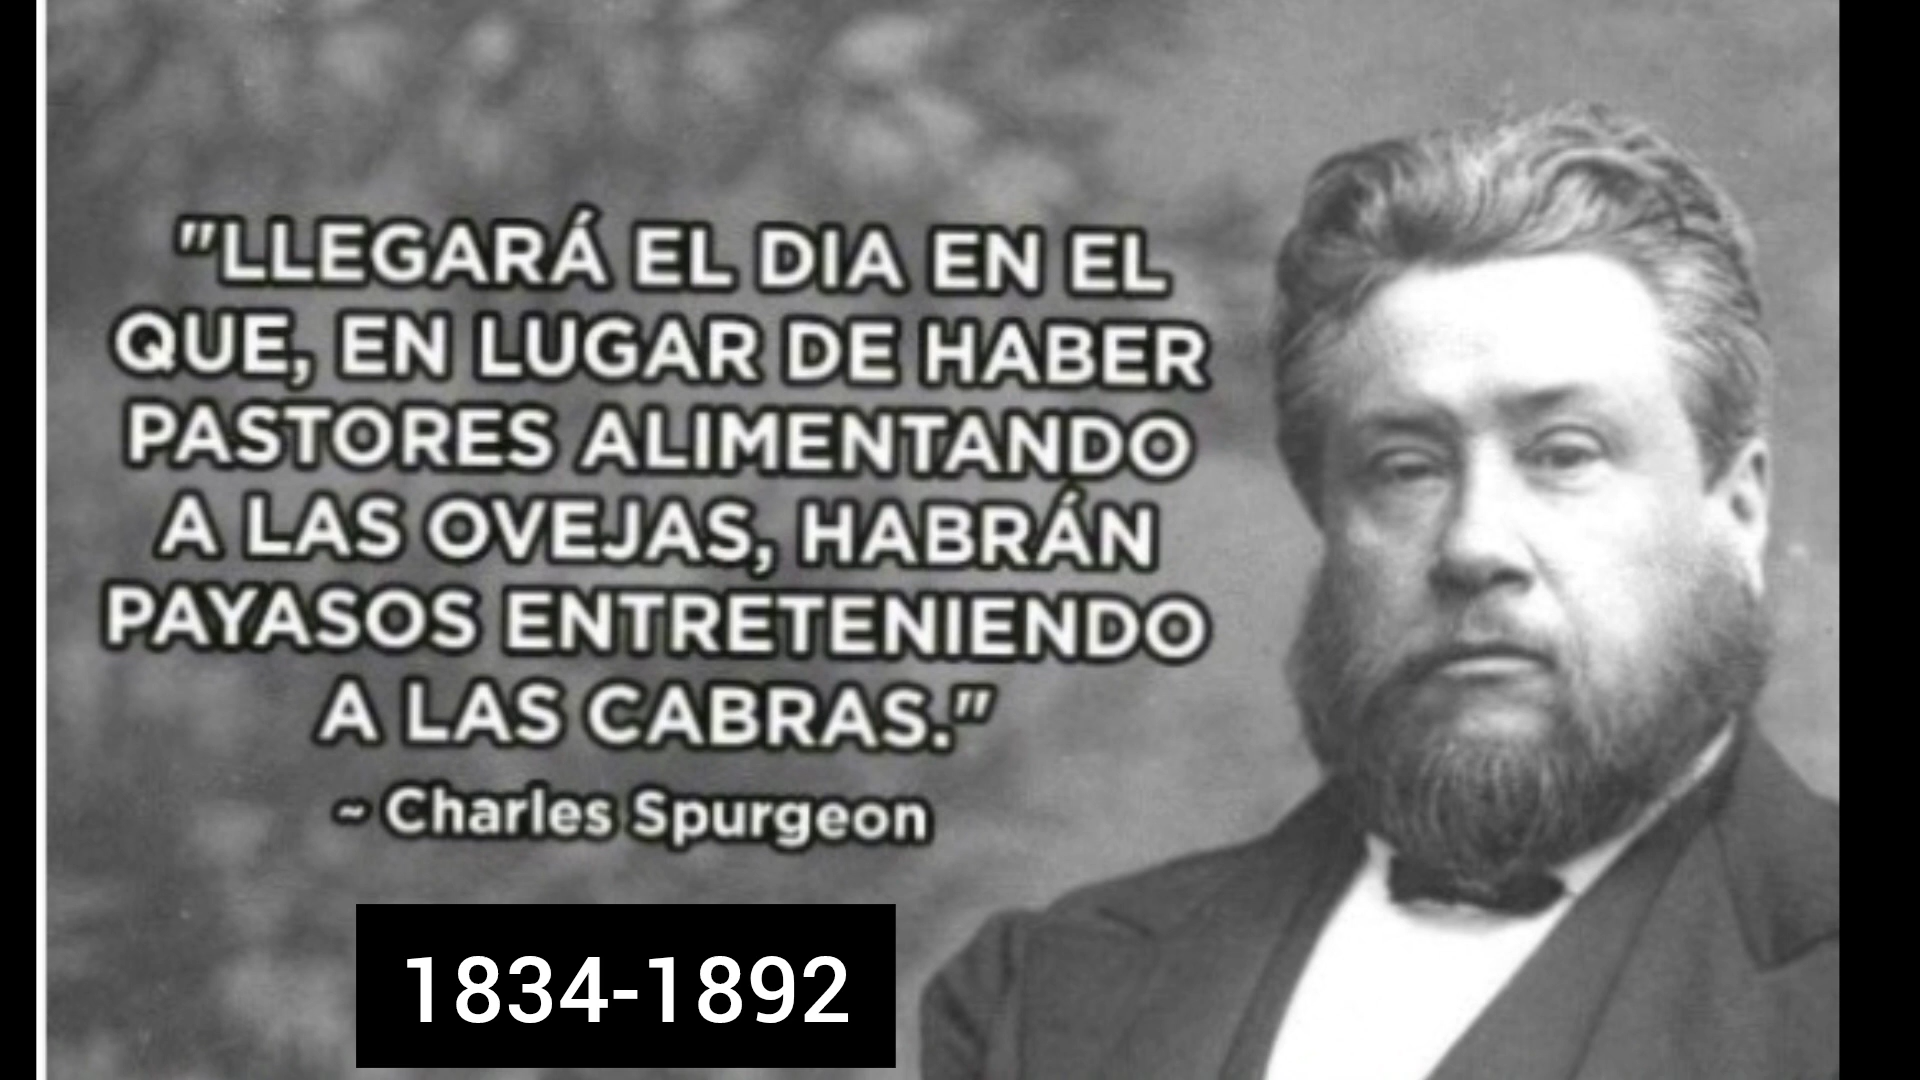 "LLEGARÁ EL DIA EN EL
QUE, EN LUGAR DE HABER
PASTORES ALIMENTANDO
A LAS OVEJAS, HABRÁN
PAYASOS ENTRETENIENDO
A LAS CABRAS."
~ Charles Spurgeon
1834-1892